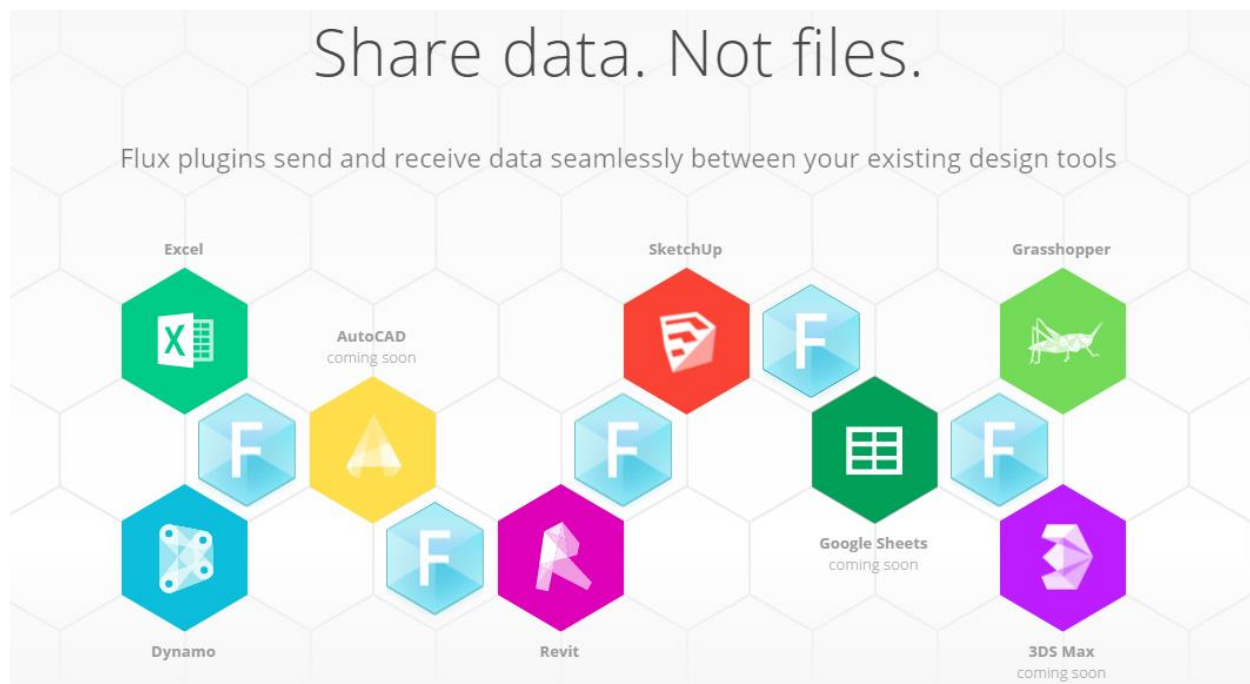 Share data. Not files.
Flux plugins send and receive data seamlessly between your existing design tools
Excel
SketchUp
Grasshopper
AutoCAD
coming soon
X
F
F
F
F
F
Google Sheets
coming soon
Dynamo
Revit
3DS Max
coming soon